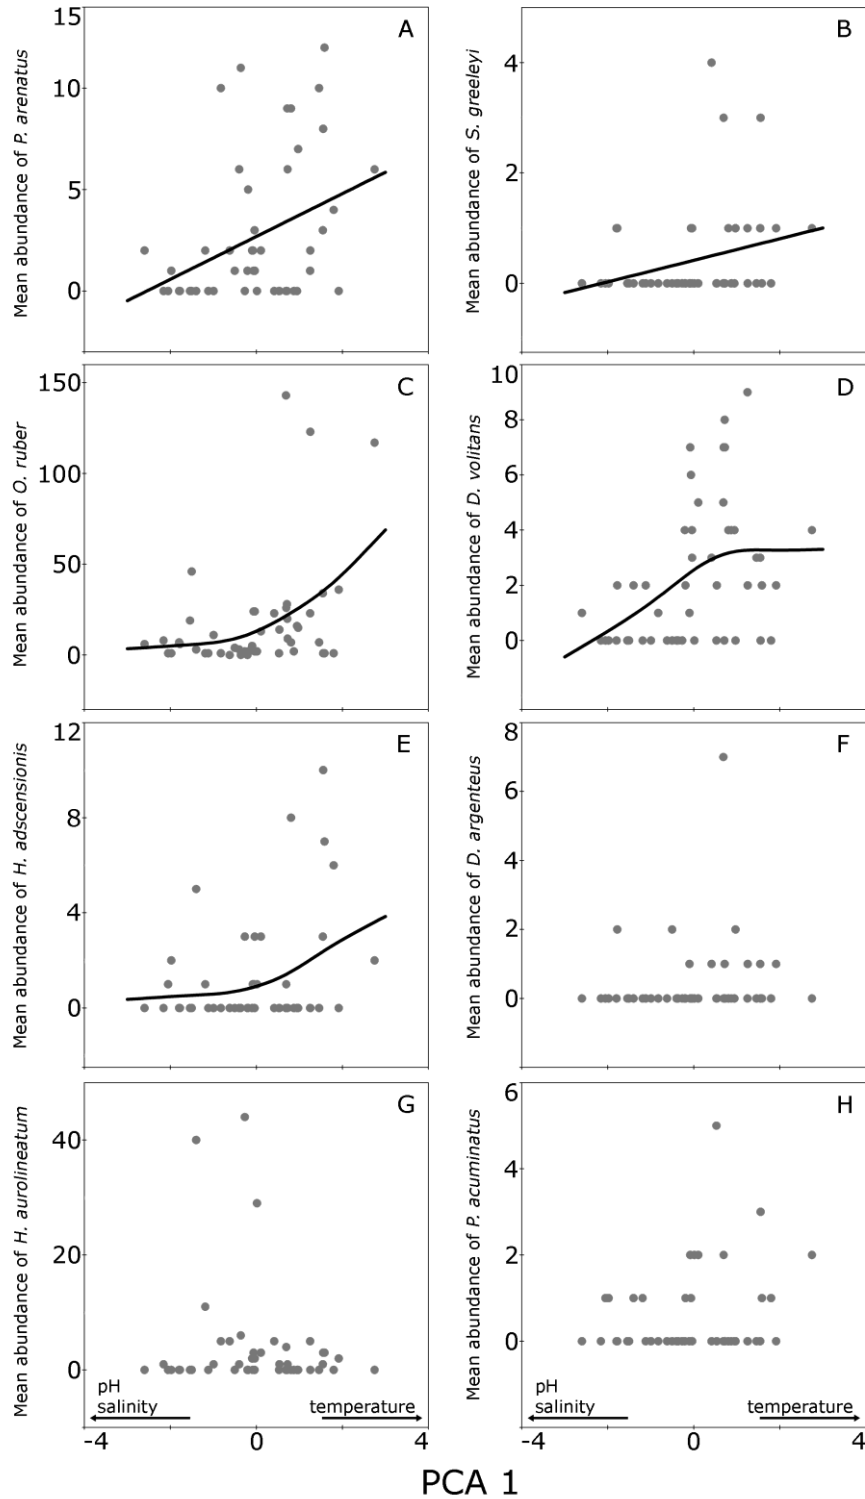 15
10
5
0
Mean abundance of P. arenatus
A
4
2
0
Mean abundance of S. greeleyi
B
150
100
50
0
Mean abundance of O. ruber
C
10
8
6
4
2
0
Mean abundance of D. volitans
D
12
8
4
0
Mean abundance of H. adscensionis
E
8
6
4
2
0
Mean abundance of D. argenteus
F
40
20
0
Mean abundance of H. aurolineatum
G
pH
salinity
temperature
-4
0
4
6
4
2
0
Mean abundance of P. acuminatus
H
pH
salinity
temperature
-4
0
4
PCA 1